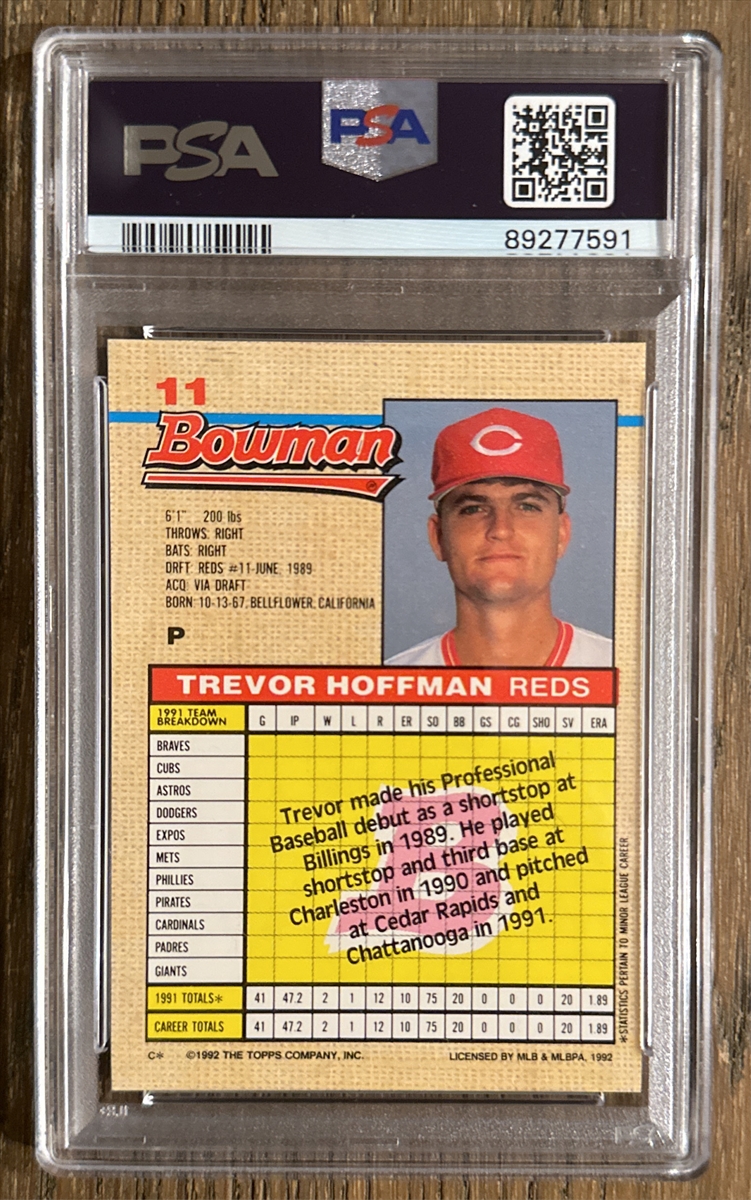 PSA PSA
89277591
11
Bowman
6'1" 200 lbs
THROWS: RIGHT
BATS: RIGHT
DRFT: REDS #11-JUNE, 1989
ACQ: VIA DRAFT
BORN: 10-13-67, BELLFLOWER, CALIFORNIA
P
TREVOR HOFFMAN REDS
1991 TEAM BREAKDOWN G IP W L R ER SO BB GS CG SHO SV ERA
BRAVES
CUBS
ASTROS
DODGERS
EXPOS
METS
PHILLIES
PIRATES
CARDINALS
PADRES
GIANTS
Trevor made his Professional
Baseball debut as a shortstop at
Billings in 1989. He played
shortstop and third base at
Charleston in 1990 and pitched
at Cedar Rapids and
Chattanooga in 1991.
1991 TOTALS* 41 47.2 2 1 12 10 75 20 0 0 0 20 1.89
CAREER TOTALS 41 47.2 2 1 12 10 75 20 0 0 0 20 1.89
*STATISTICS PERTAIN TO MINOR LEAGUE CAREER
C* ©1992 THE TOPPS COMPANY, INC. LICENSED BY MLB & MLBPA, 1992